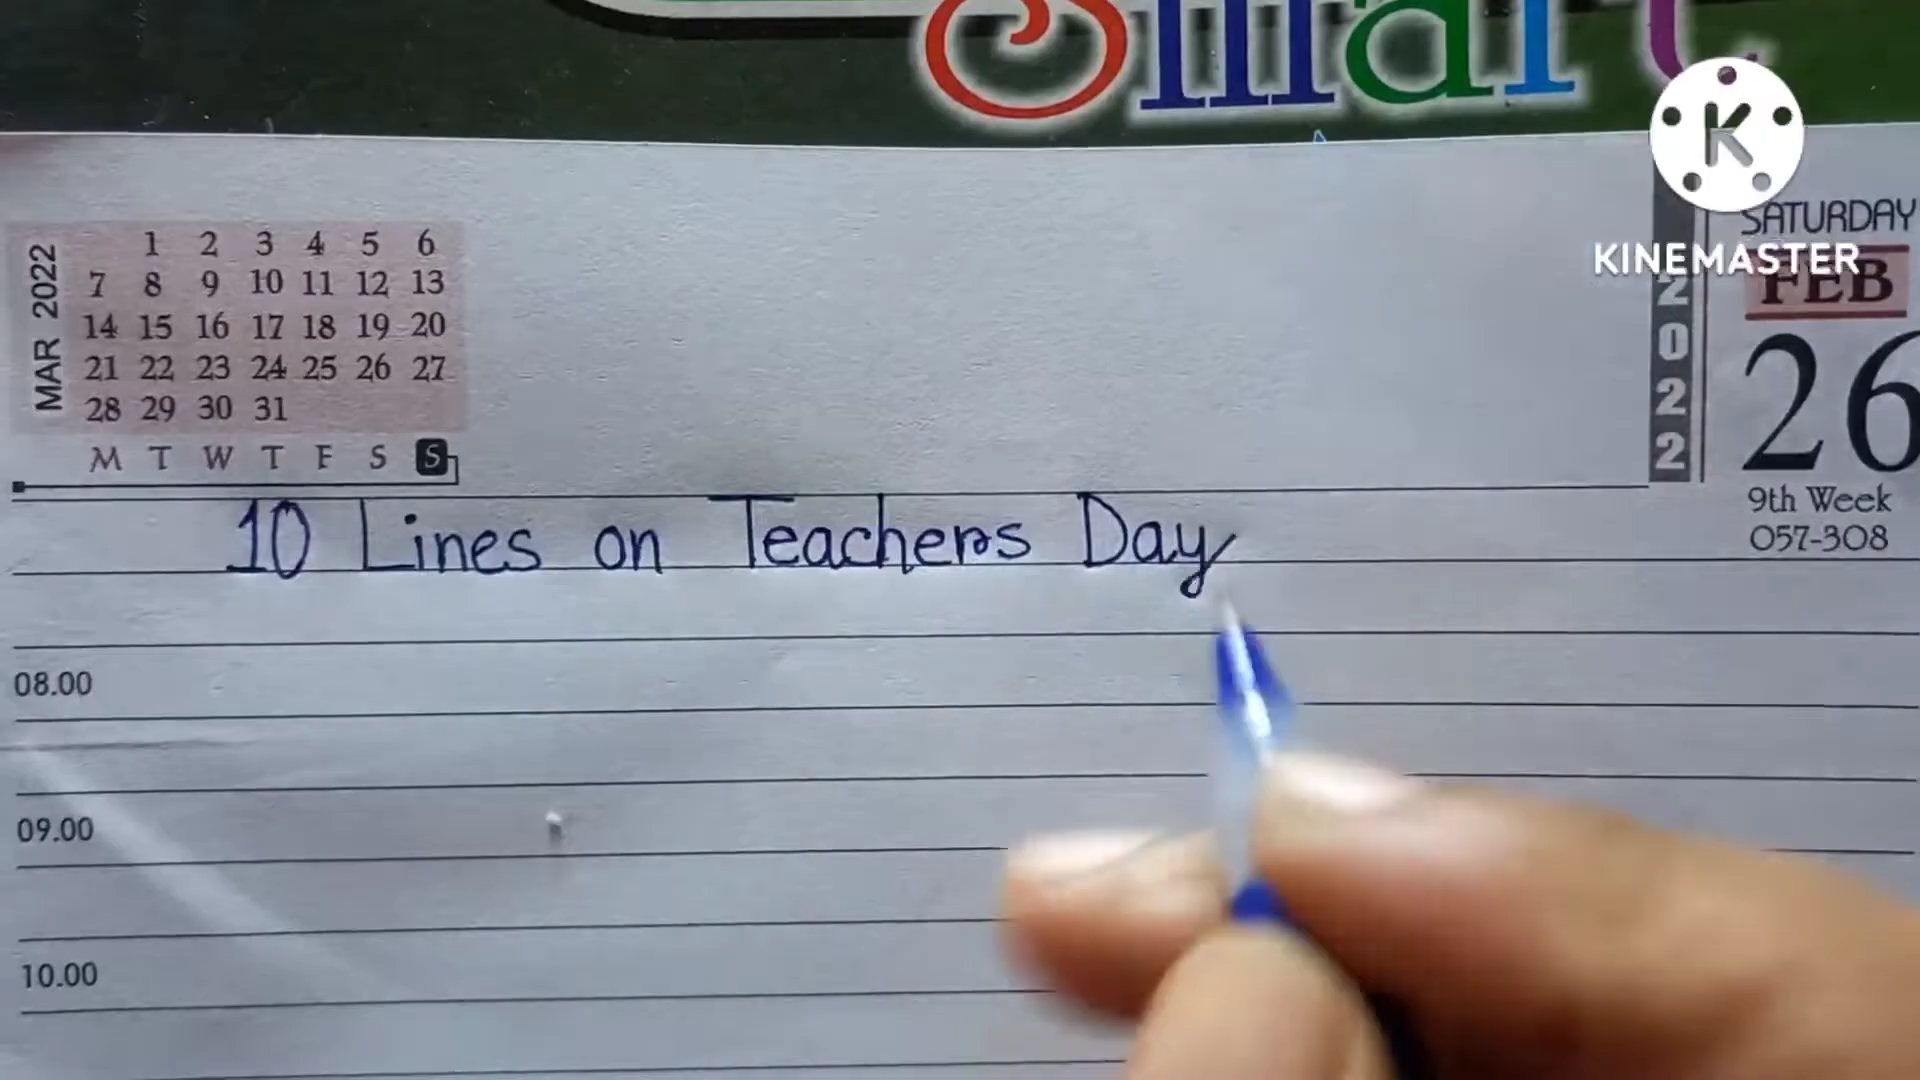 Smart
KINEMASTER
MAR 2022
1 2 3 4 5 6
7 8 9 10 11 12 13
14 15 16 17 18 19 20
21 22 23 24 25 26 27
28 29 30 31
M T W T F S S
2022
SATURDAY
FEB
26
9th Week
057-308
10 Lines on Teachers Day
08.00
09.00
10.00